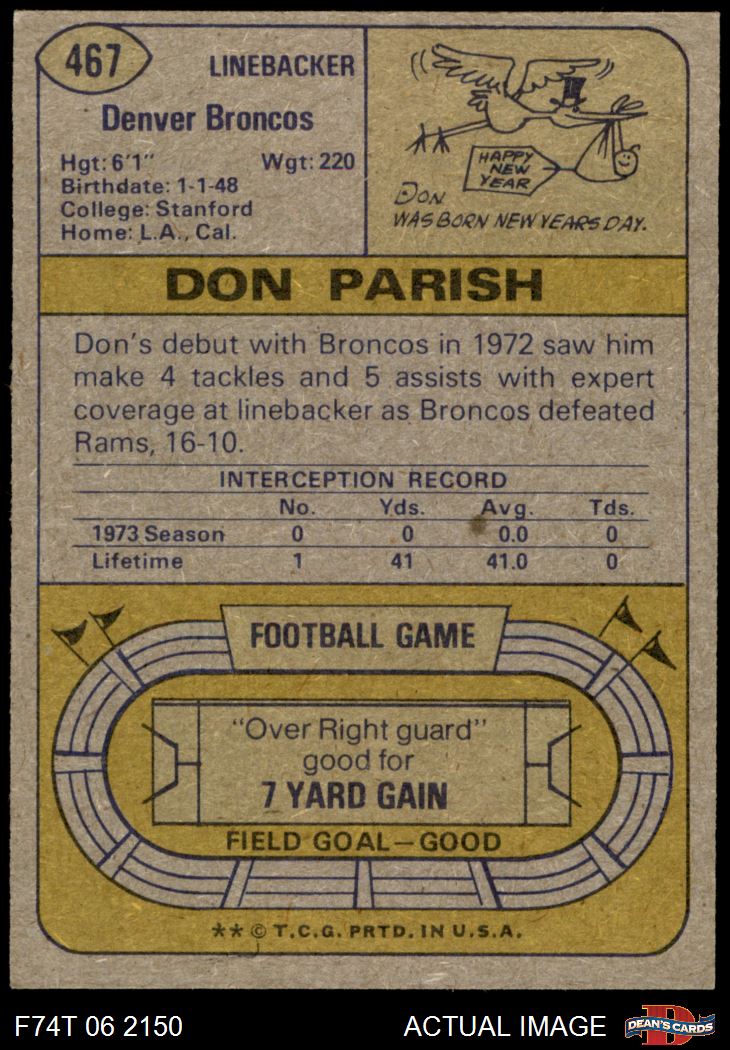 467
LINEBACKER
Denver Broncos
Hgt: 6'1" Wgt: 220
Birthdate: 1-1-48
College: Stanford
Home: L.A., Cal.
HAPPY
NEW
YEAR
DON
WAS BORN NEW YEARS DAY.
DON PARISH
Don's debut with Broncos in 1972 saw him
make 4 tackles and 5 assists with expert
coverage at linebacker as Broncos defeated
Rams, 16-10.
INTERCEPTION RECORD
No. Yds. Avg. Tds.
1973 Season 0 0 0.0 0
Lifetime 1 41 41.0 0
FOOTBALL GAME
"Over Right guard"
good for
7 YARD GAIN
FIELD GOAL—GOOD
** © T.C.G. PRTD. IN U.S.A.
F74T 06 2150 ACTUAL IMAGE
D
DEAN'S CARDS